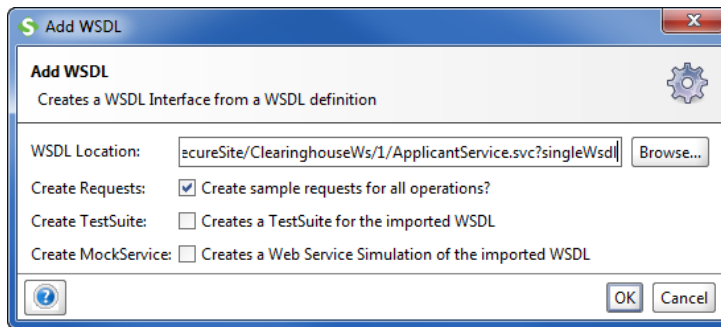 Add WSDL
Add WSDL
Creates a WSDL Interface from a WSDL definition
WSDL Location: ecureSite/ClearinghouseWs/1/ApplicantService.svc?singleWsdl Browse...
Create Requests: Create sample requests for all operations?
Create TestSuite: Creates a TestSuite for the imported WSDL
Create MockService: Creates a Web Service Simulation of the imported WSDL
OK Cancel